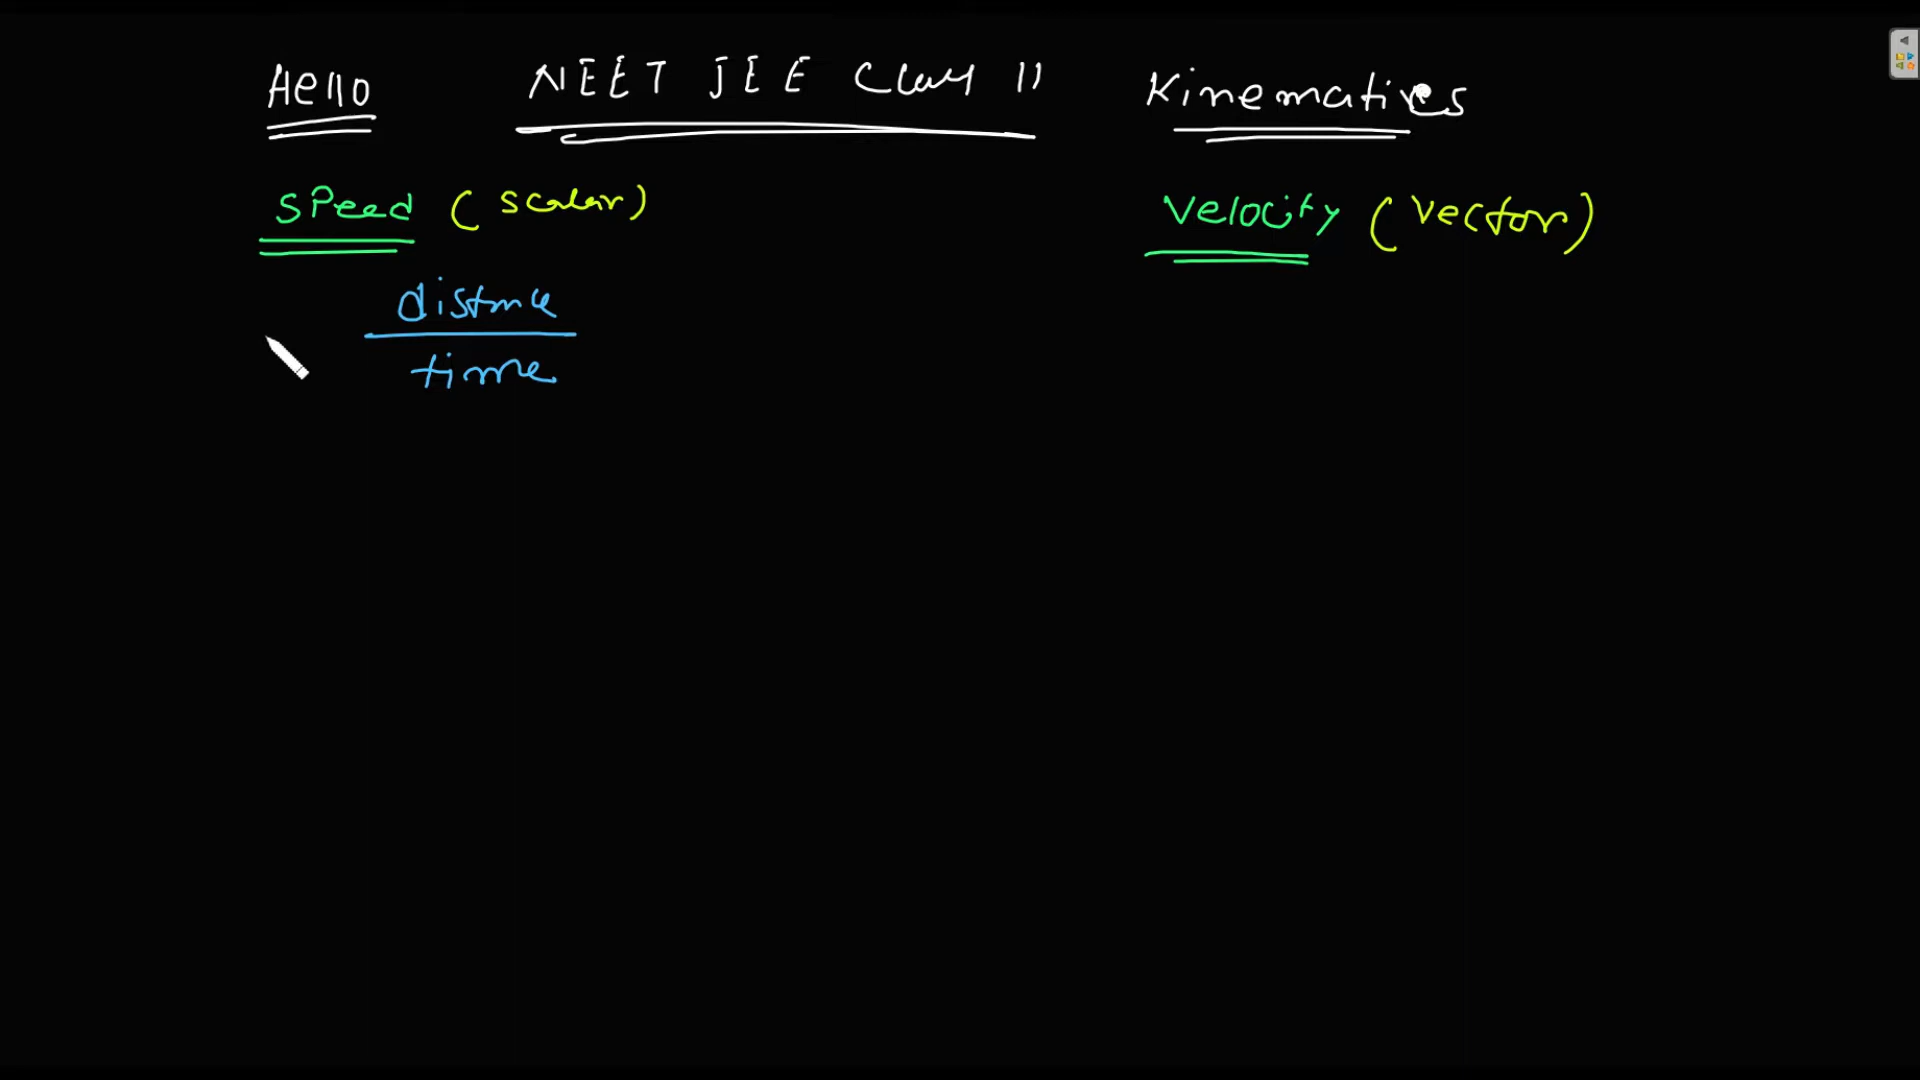 Hello NEET JEE Class 11 Kinematics
speed (scalar) velocity (vector)
distance
time